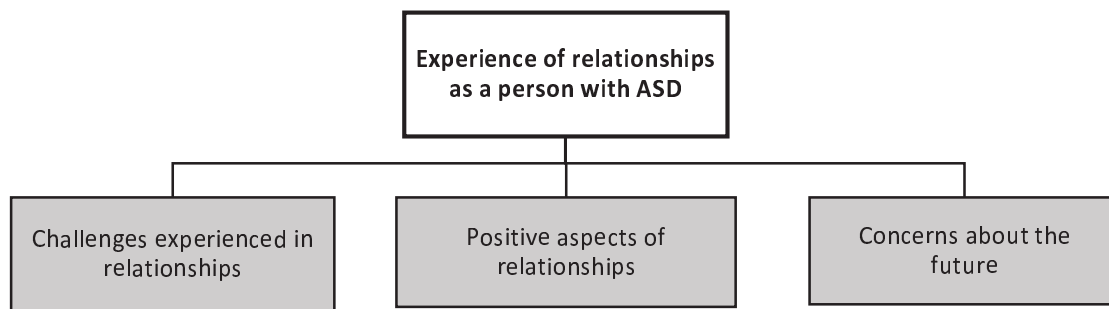 Experience of relationships
as a person with ASD
Challenges experienced in
relationships
Positive aspects of
relationships
Concerns about the
future